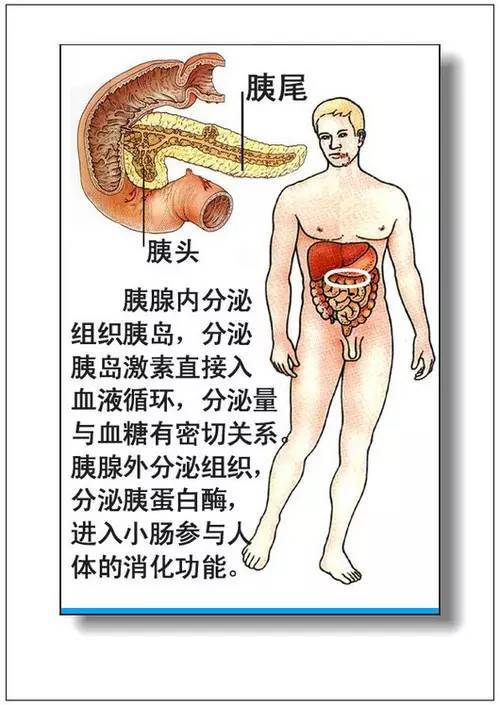 胰尾
胰头
胰腺内分泌
组织胰岛，分泌
胰岛激素直接入
血液循环，分泌量
与血糖有密切关系。
胰腺外分泌组织，
分泌胰蛋白酶，
进入小肠参与人
体的消化功能。